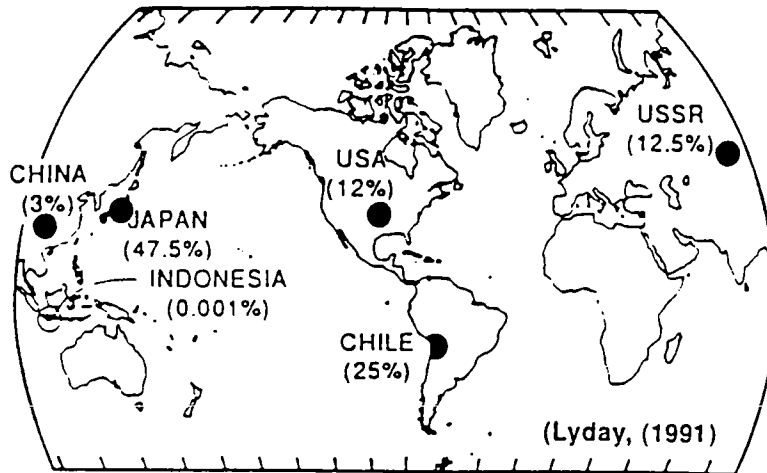 USSR
(12.5%)
USA
(12%)
CHINA
(3%)
JAPAN
(47.5%)
INDONESIA
(0.001%)
CHILE
(25%)
(Lyday, (1991)